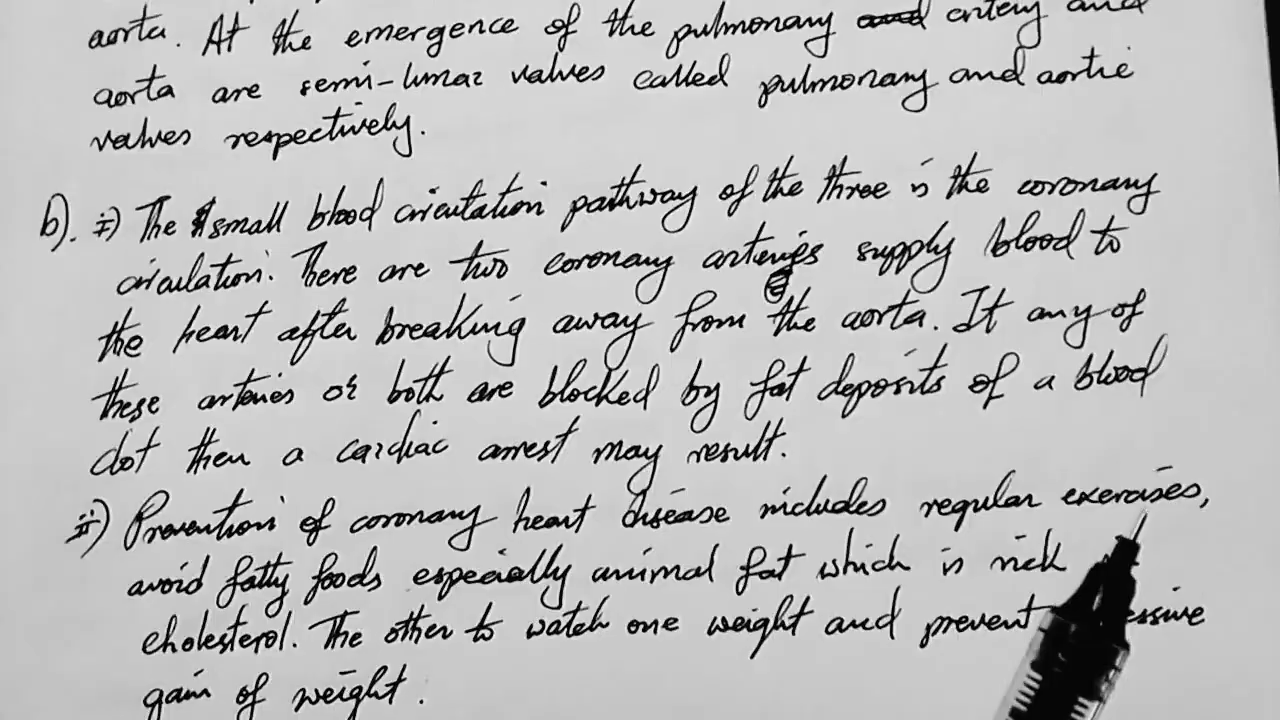 aorta. At the emergence of the pulmonary and artery and
aorta are semi-lunar valves called pulmonary and aortic
valves respectively.
b). i) The small blood circulation pathway of the three is the coronary
circulation. There are two coronary arteries supply blood to
the heart after breaking away from the aorta. If any of
these arteries or both are blocked by fat deposits of a blood
clot then a cardiac arrest may result.
ii) Prevention of coronary heart disease includes regular exercises,
avoid fatty foods especially animal fat which is rich
cholesterol. The other to watch one weight and prevent
gain of weight.